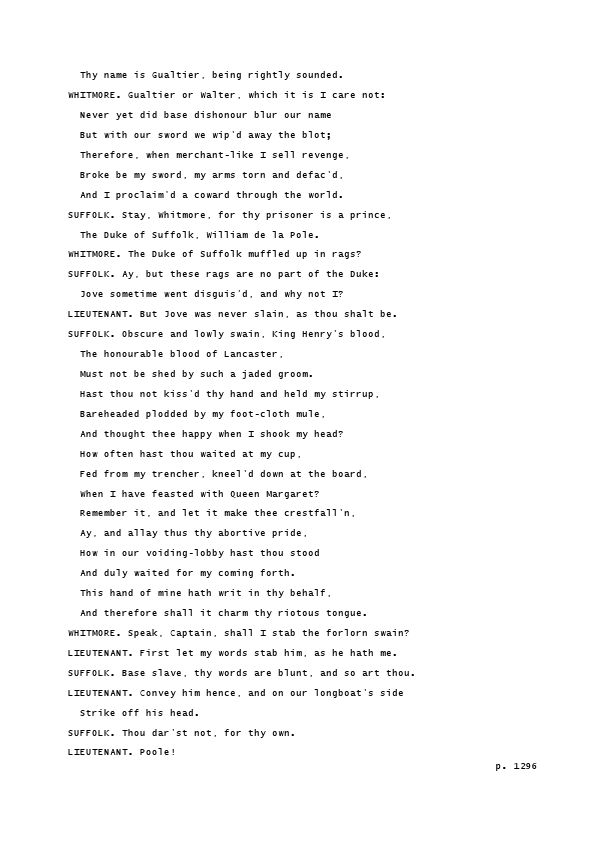 Thy name is Gualtier, being rightly sounded.
WHITMORE. Gualtier or Walter, which it is I care not:
Never yet did base dishonour blur our name
But with our sword we wip'd away the blot;
Therefore, when merchant-like I sell revenge,
Broke be my sword, my arms torn and defac'd,
And I proclaim'd a coward through the world.
SUFFOLK. Stay, Whitmore, for thy prisoner is a prince,
The Duke of Suffolk, William de la Pole.
WHITMORE. The Duke of Suffolk muffled up in rags?
SUFFOLK. Ay, but these rags are no part of the Duke:
Jove sometime went disguis'd, and why not I?
LIEUTENANT. But Jove was never slain, as thou shalt be.
SUFFOLK. Obscure and lowly swain, King Henry's blood,
The honourable blood of Lancaster,
Must not be shed by such a jaded groom.
Hast thou not kiss'd thy hand and held my stirrup,
Bareheaded plodded by my foot-cloth mule,
And thought thee happy when I shook my head?
How often hast thou waited at my cup,
Fed from my trencher, kneel'd down at the board,
When I have feasted with Queen Margaret?
Remember it, and let it make thee crestfall'n,
Ay, and allay thus thy abortive pride,
How in our voiding-lobby hast thou stood
And duly waited for my coming forth.
This hand of mine hath writ in thy behalf,
And therefore shall it charm thy riotous tongue.
WHITMORE. Speak, Captain, shall I stab the forlorn swain?
LIEUTENANT. First let my words stab him, as he hath me.
SUFFOLK. Base slave, thy words are blunt, and so art thou.
LIEUTENANT. Convey him hence, and on our longboat's side
Strike off his head.
SUFFOLK. Thou dar'st not, for thy own.
LIEUTENANT. Poole!
p. 1296